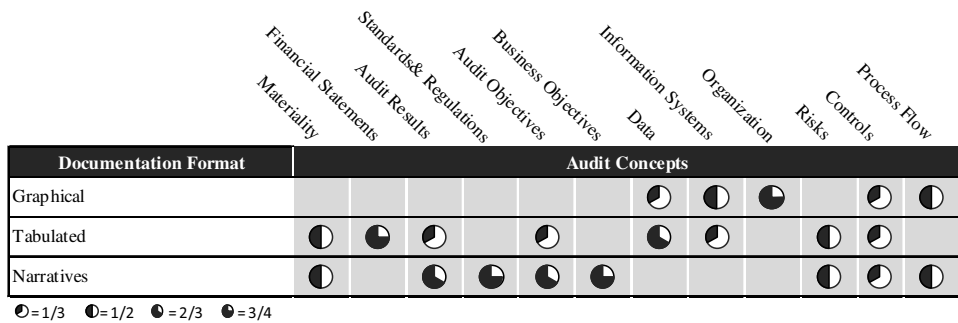 Materiality
Financial Statements
Audit Results
Standards& Regulations
Audit Objectives
Business Objectives
Data
Information Systems
Organization
Risks
Controls
Process Flow
Documentation Format Audit Concepts
Graphical
Tabulated
Narratives
=1/3 =1/2 =2/3 =3/4